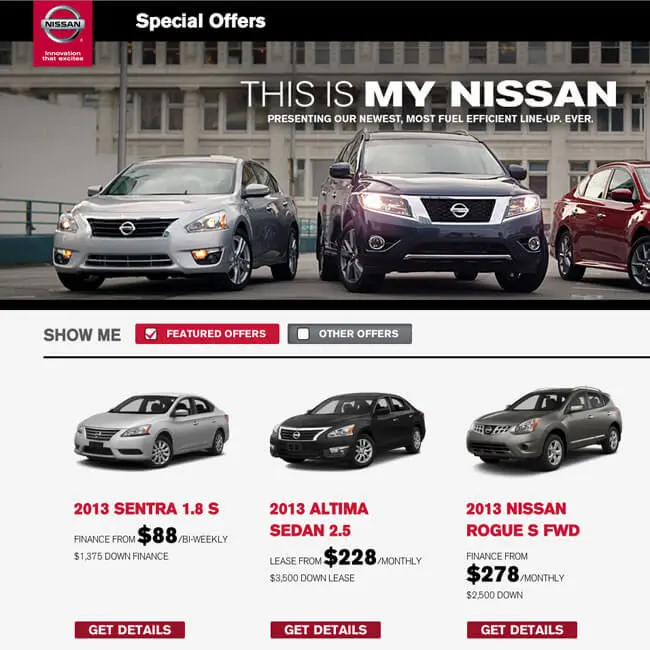 NISSAN
Innovation
that excites
Special Offers
THIS IS MY NISSAN
PRESENTING OUR NEWEST, MOST FUEL EFFICIENT LINE-UP. EVER.
SHOW ME
FEATURED OFFERS
OTHER OFFERS
2013 SENTRA 1.8 S
FINANCE FROM $88/BI-WEEKLY
$1,375 DOWN FINANCE
GET DETAILS
2013 ALTIMA
SEDAN 2.5
LEASE FROM $228/MONTHLY
$3,500 DOWN LEASE
GET DETAILS
2013 NISSAN
ROGUE S FWD
FINANCE FROM
$278/MONTHLY
$2,500 DOWN
GET DETAILS